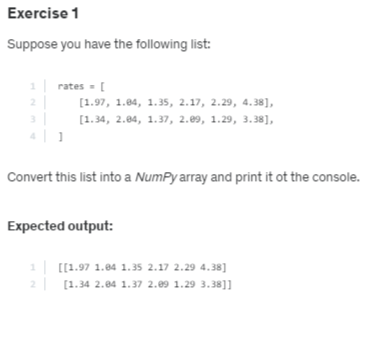 Exercise 1
Suppose you have the following list:
1 rates = [
2 [1.97, 1.04, 1.35, 2.17, 2.29, 4.38],
3 [1.34, 2.04, 1.37, 2.09, 1.29, 3.38],
4 ]
Convert this list into a NumPy array and print it ot the console.
Expected output:
1 [[1.97 1.04 1.35 2.17 2.29 4.38]
2 [1.34 2.04 1.37 2.09 1.29 3.38]]